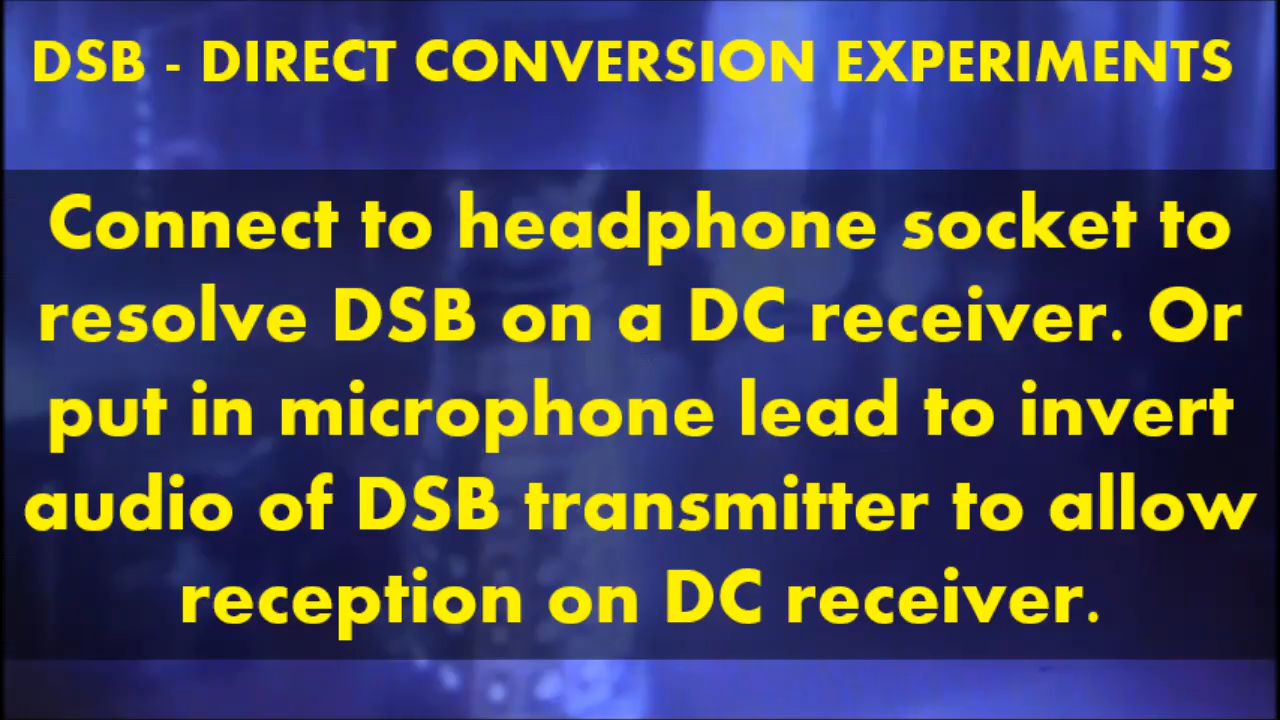 DSB - DIRECT CONVERSION EXPERIMENTS
Connect to headphone socket to
resolve DSB on a DC receiver. Or
put in microphone lead to invert
audio of DSB transmitter to allow
reception on DC receiver.